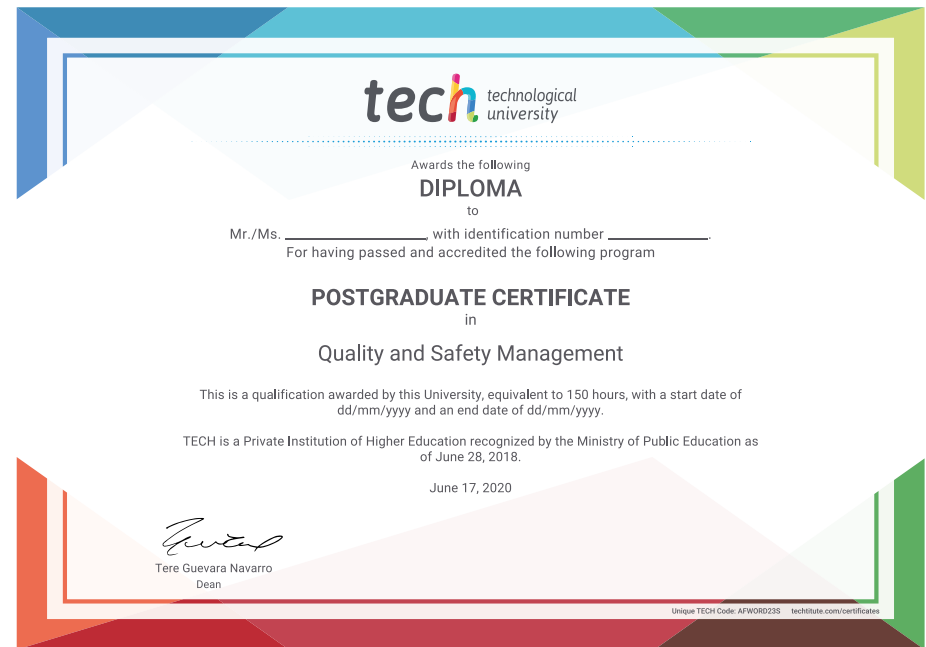 tech technological
university
Awards the following
DIPLOMA
to
Mr./Ms. ____________________, with identification number ______________.
For having passed and accredited the following program
POSTGRADUATE CERTIFICATE
in
Quality and Safety Management
This is a qualification awarded by this University, equivalent to 150 hours, with a start date of
dd/mm/yyyy and an end date of dd/mm/yyyy.
TECH is a Private Institution of Higher Education recognized by the Ministry of Public Education as
of June 28, 2018.
June 17, 2020
Tere Guevara Navarro
Dean
Unique TECH Code: AFWORD23S techtitute.com/certificates